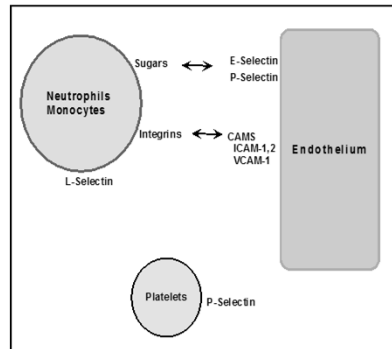 Sugars
E-Selectin
P-Selectin
Neutrophils
Monocytes
Integrins
CAMS
ICAM-1,2
VCAM-1
Endothelium
L-Selectin
Platelets
P-Selectin